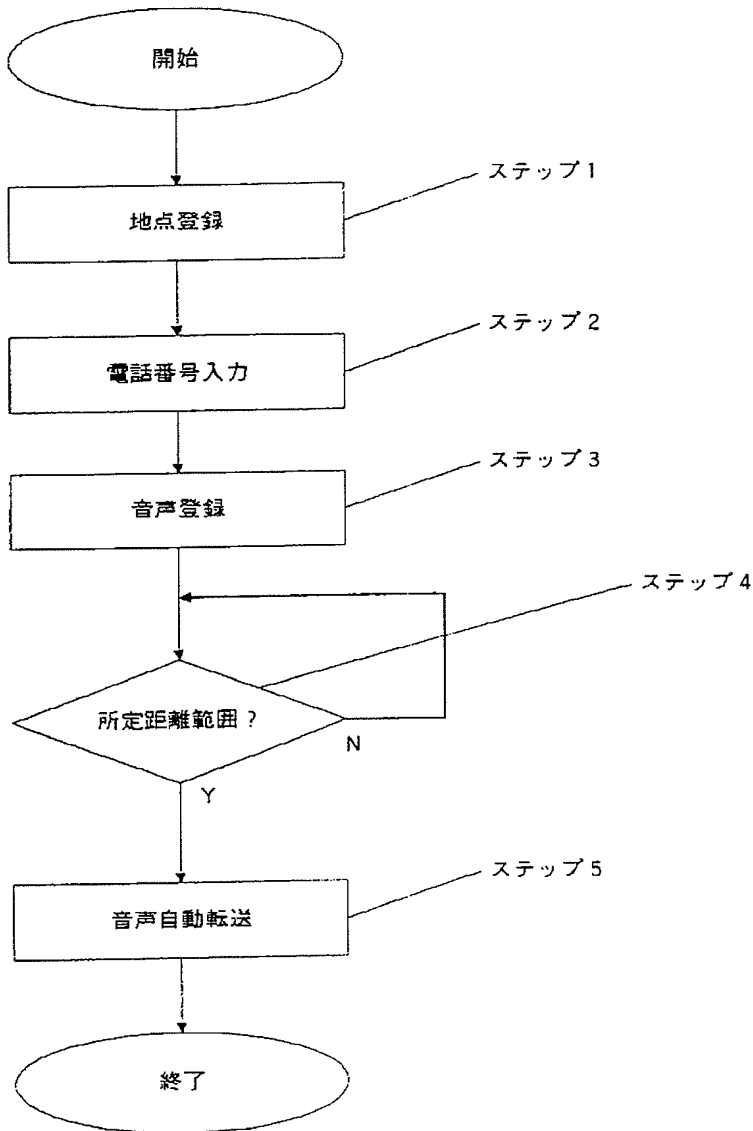 開始
ステップ1
地点登録
ステップ2
電話番号入力
ステップ3
音声登録
ステップ4
所定距離範囲?
N
Y
ステップ5
音声自動転送
終了